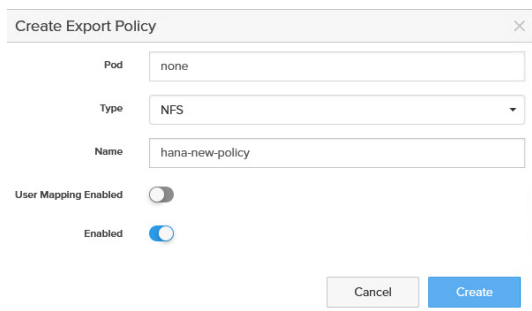 Create Export Policy
Pod none
Type NFS
Name hana-new-policy
User Mapping Enabled
Enabled
Cancel Create